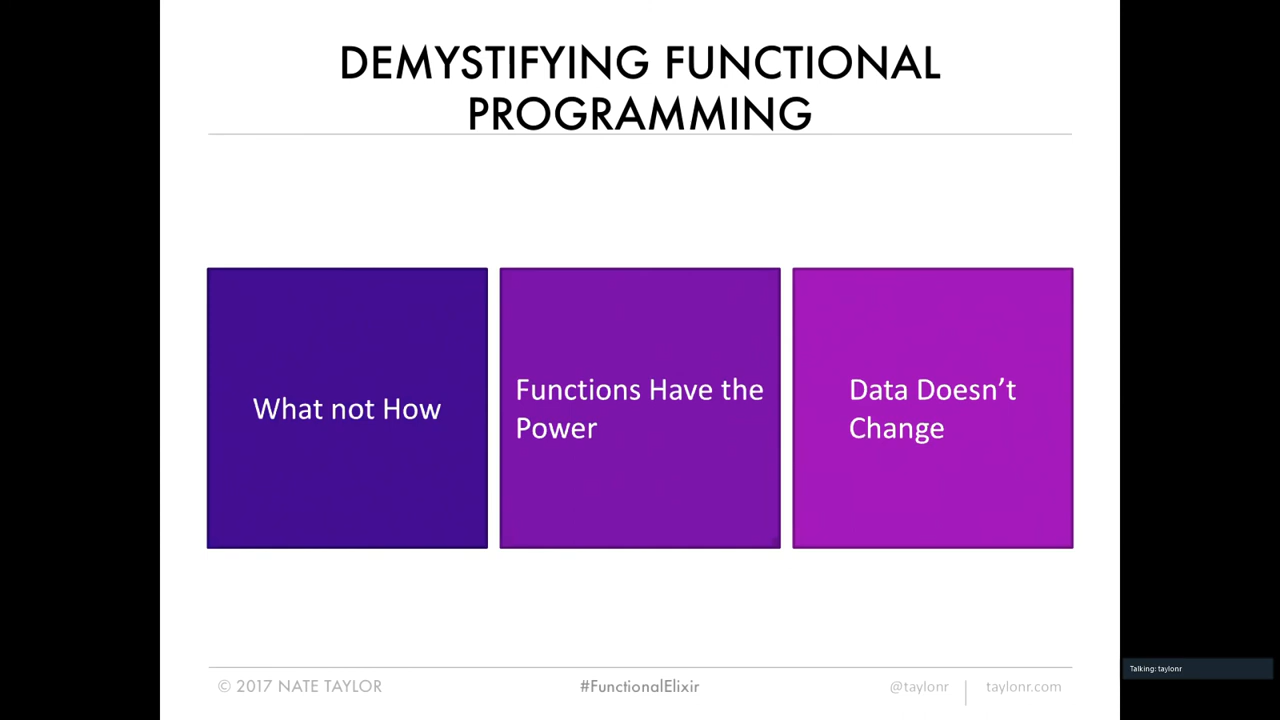 DEMYSTIFYING FUNCTIONAL
PROGRAMMING
What not How
Functions Have the
Power
Data Doesn’t
Change
© 2017 NATE TAYLOR
#FunctionalElixir
@taylonr
taylonr.com
Talking: taylonr